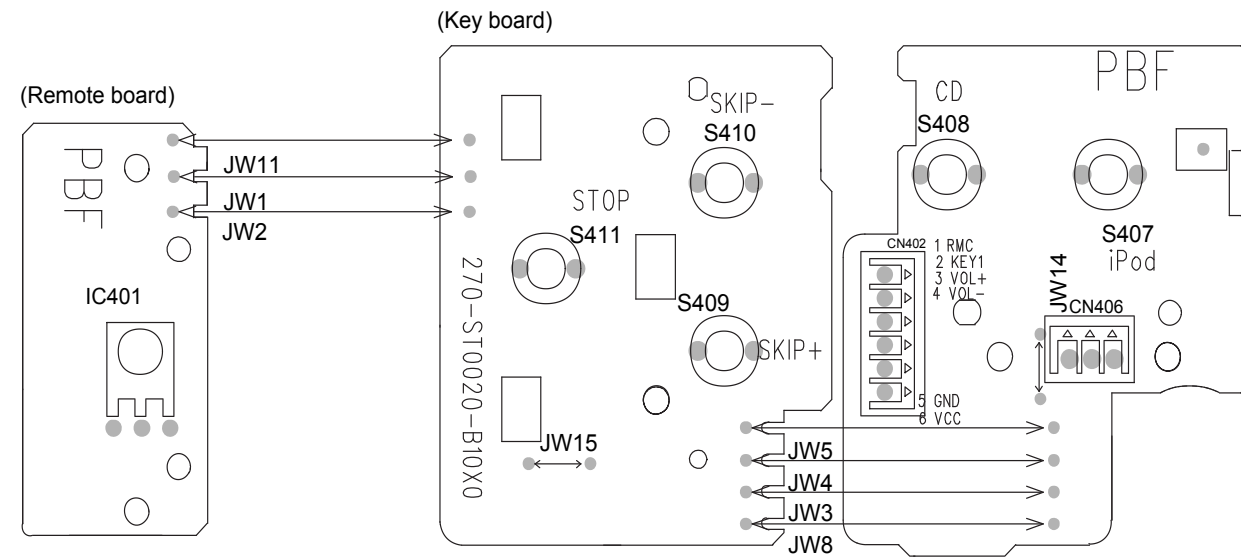 (Key board)
(Remote board)
PBF
JW11
JW1
JW2
IC401
SKIP-
S410
STOP
S411
S409
SKIP+
270-ST0020-B10X0
JW15
PBF
CD
S408
S407
iPod
CN402
1 RMC
2 KEY1
3 VOL+
4 VOL-
5 GND
6 VCC
JW14
CN406
JW5
JW4
JW3
JW8